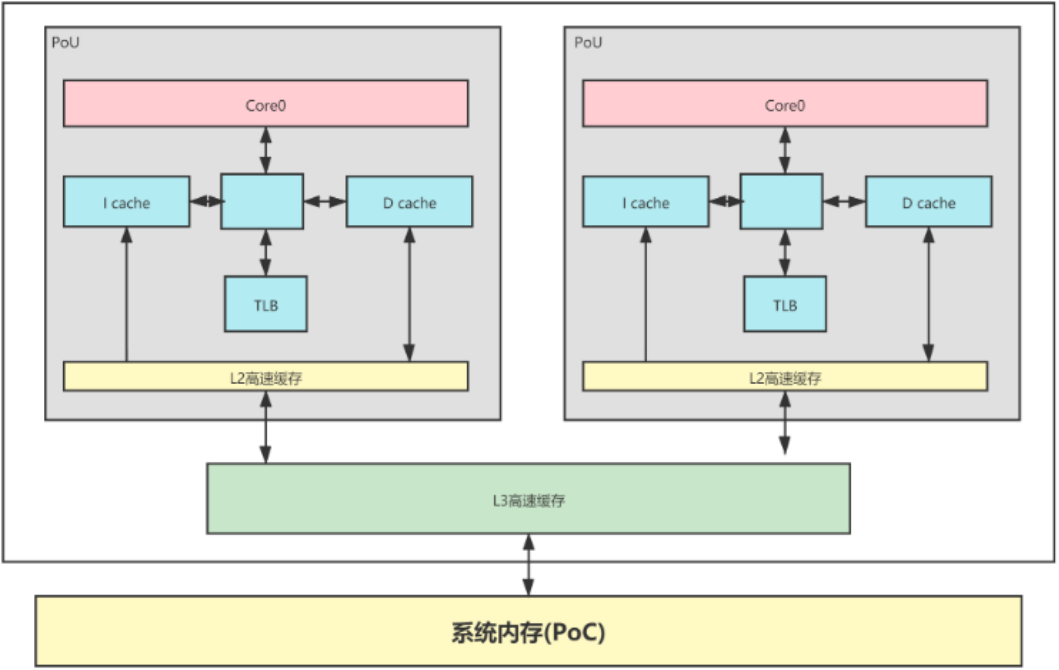 PoU
Core0
I cache
D cache
TLB
L2高速缓存
PoU
Core0
I cache
D cache
TLB
L2高速缓存
L3高速缓存
系统内存(PoC)